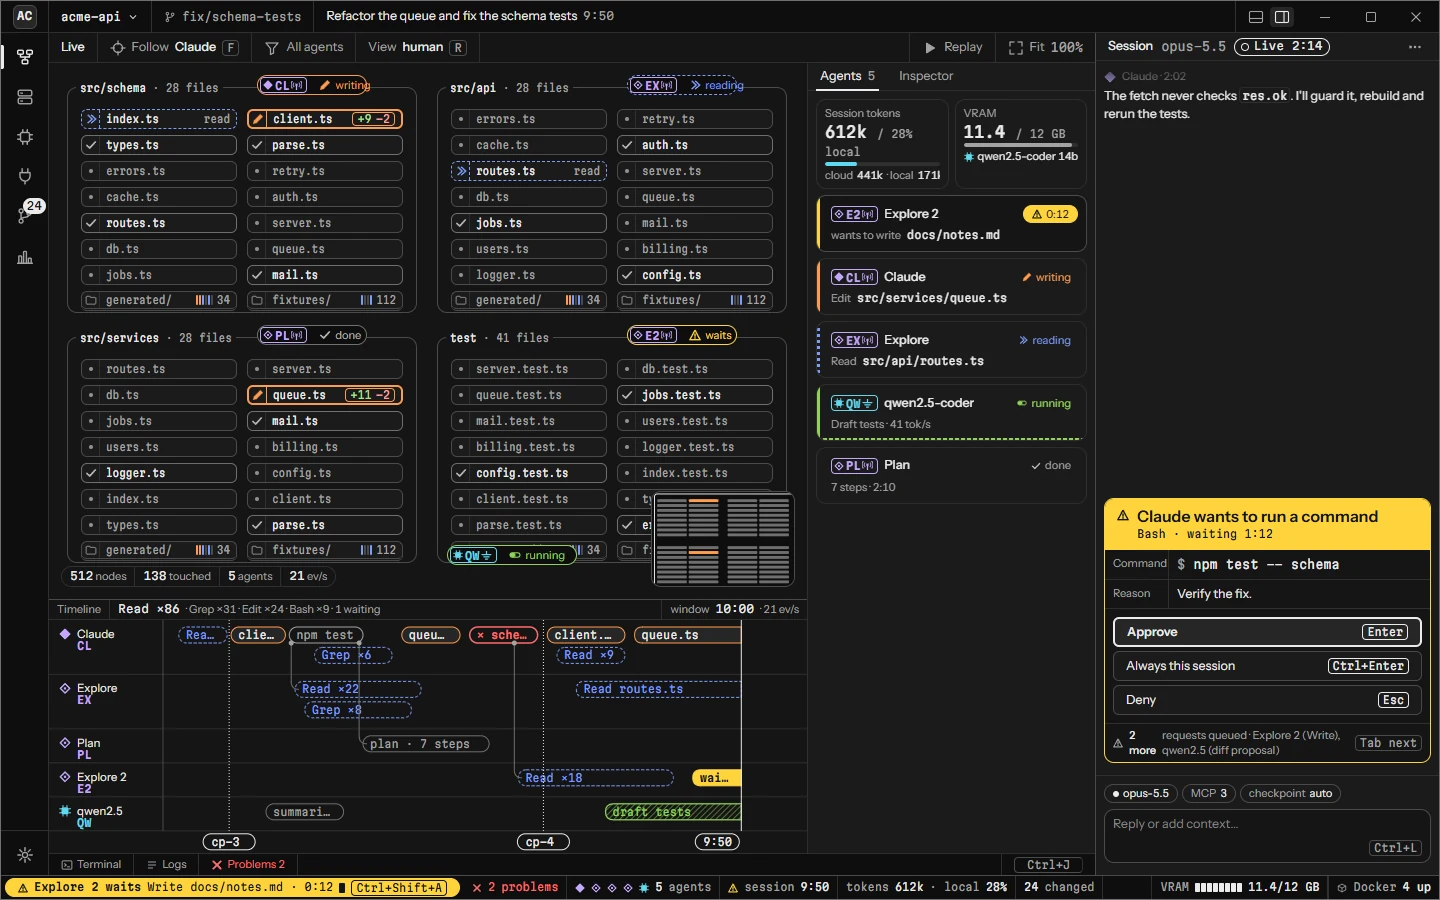 AC acme-api fix/schema-tests Refactor the queue and fix the schema tests 9:50
Live Follow Claude F All agents View human R Replay Fit 100%
Session opus-5.5 Live 2:14
24
src/schema · 28 files CL writing
index.ts read client.ts +9 −2
types.ts parse.ts
errors.ts retry.ts
cache.ts auth.ts
routes.ts server.ts
db.ts queue.ts
jobs.ts mail.ts
generated/ 34 fixtures/ 112
src/api · 28 files EX reading
errors.ts retry.ts
cache.ts auth.ts
routes.ts read server.ts
db.ts queue.ts
jobs.ts mail.ts
users.ts billing.ts
logger.ts config.ts
generated/ 34 fixtures/ 112
src/services · 28 files PL done
routes.ts server.ts
db.ts queue.ts +11 −2
jobs.ts mail.ts
users.ts billing.ts
logger.ts config.ts
index.ts client.ts
types.ts parse.ts
generated/ 34 fixtures/ 112
test · 41 files E2 waits
server.test.ts db.test.ts
queue.test.ts jobs.test.ts
mail.test.ts users.test.ts
billing.test.ts logger.test.ts
config.test.ts index.test.ts
client.test.ts
parse.test.ts
QW running 34
512 nodes 138 touched 5 agents 21 ev/s
Agents 5 Inspector
Session tokens
612k / 28%
local
cloud 441k · local 171k
VRAM
11.4 / 12 GB
qwen2.5-coder 14b
E2 Explore 2 0:12
wants to write docs/notes.md
CL Claude writing
Edit src/services/queue.ts
EX Explore reading
Read src/api/routes.ts
QW qwen2.5-coder running
Draft tests · 41 tok/s
PL Plan done
7 steps · 2:10
Claude · 2:02
The fetch never checks res.ok. I'll guard it, rebuild and
rerun the tests.
Claude wants to run a command
Bash · waiting 1:12
Command $ npm test -- schema
Reason Verify the fix.
Approve Enter
Always this session Ctrl+Enter
Deny Esc
2 more requests queued · Explore 2 (Write),
qwen2.5 (diff proposal) Tab next
opus-5.5 MCP 3 checkpoint auto
Reply or add context…
Ctrl+L
Timeline Read ×86 · Grep ×31 · Edit ×24 · Bash ×9 · 1 waiting window 10:00 · 21 ev/s
Claude CL Rea… clie… npm test queu… × sche… client.… queue.ts
Grep ×6 Read ×9
Explore EX Read ×22 Read routes.ts
Grep ×8
Plan PL plan · 7 steps
Explore 2 E2 Read ×18 wai…
qwen2.5 QW summari… draft tests
cp-3 cp-4 9:50
Terminal Logs Problems 2 Ctrl+J
Explore 2 waits Write docs/notes.md · 0:12 Ctrl+Shift+A × 2 problems 5 agents session 9:50 tokens 612k · local 28% 24 changed VRAM 11.4/12 GB Docker 4 up